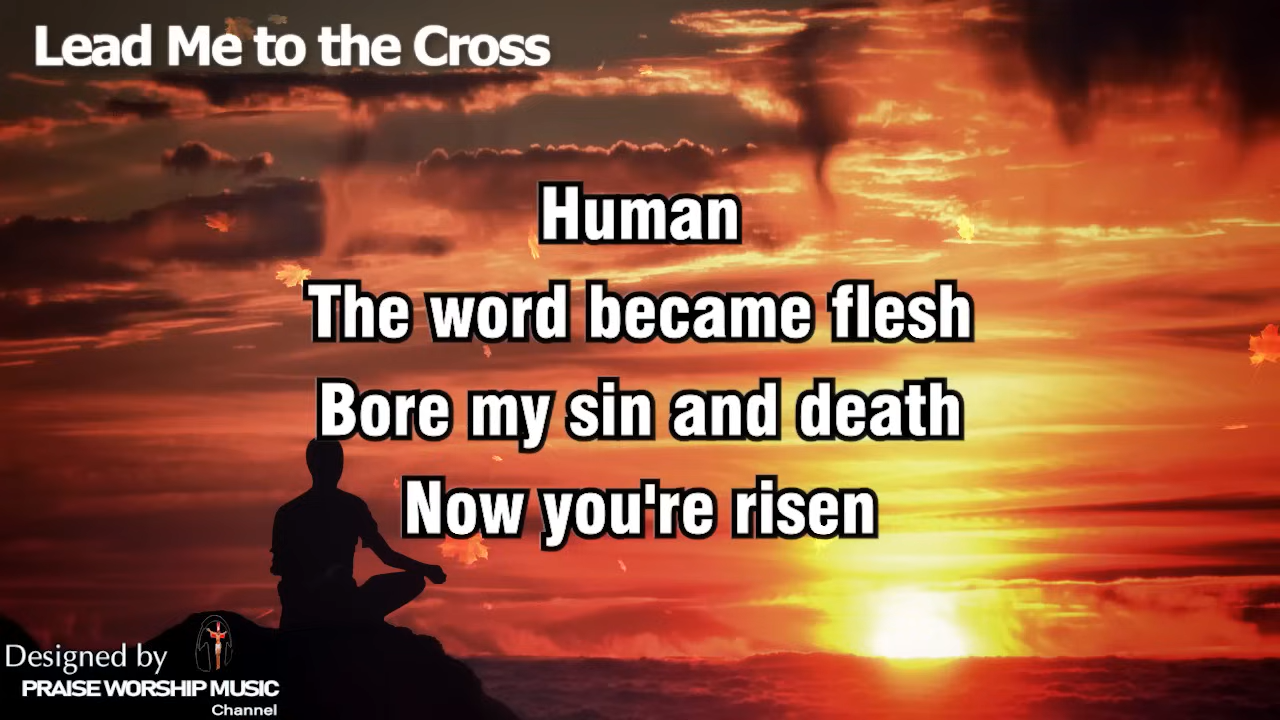 Lead Me to the Cross
Human
The word became flesh
Bore my sin and death
Now you're risen
Designed by
PRAISE WORSHIP MUSIC
Channel